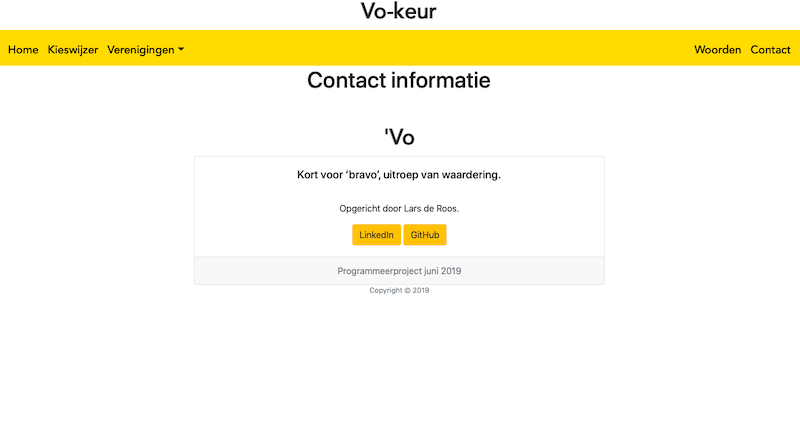 Vo-keur
Home Kieswijzer Verenigingen Woorden Contact
Contact informatie
'Vo
Kort voor ‘bravo’, uitroep van waardering.
Opgericht door Lars de Roos.
LinkedIn GitHub
Programmeerproject juni 2019
Copyright © 2019